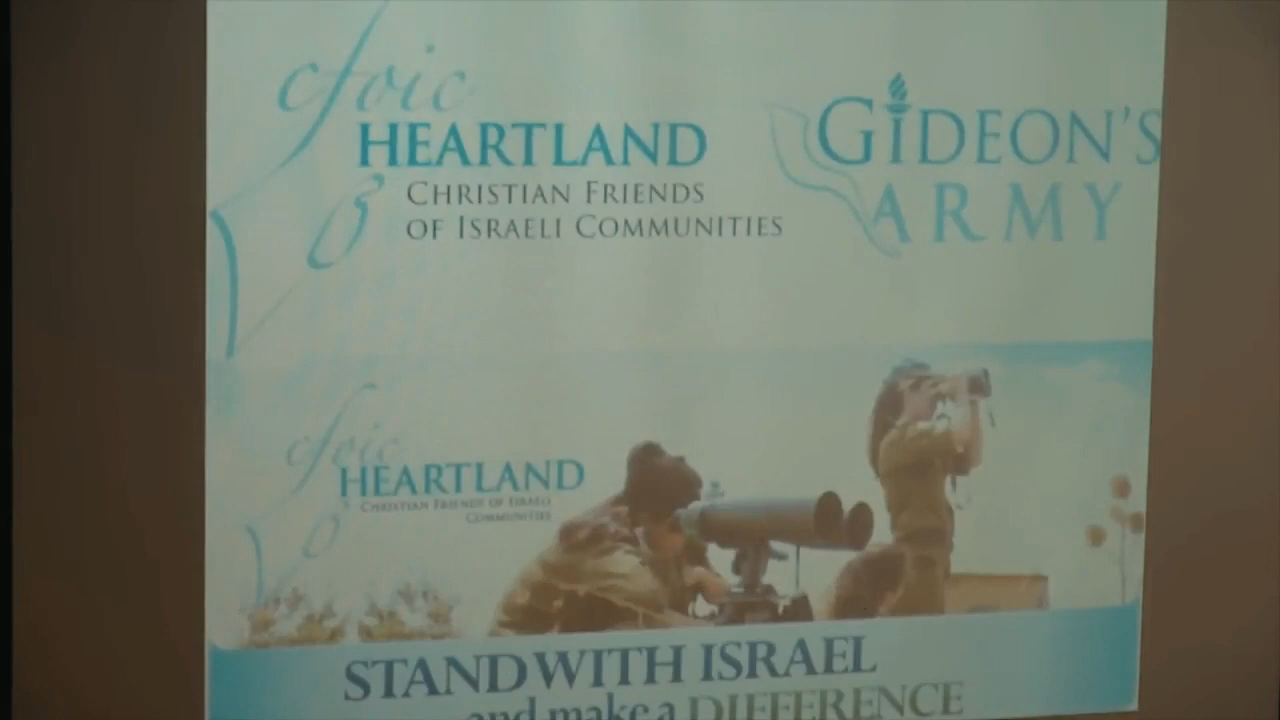 cfoic
HEARTLAND
CHRISTIAN FRIENDS
OF ISRAELI COMMUNITIES
GIDEON'S
ARMY
cfoic
HEARTLAND
CHRISTIAN FRIENDS OF ISRAELI
COMMUNITIES
STAND WITH ISRAEL
and make a DIFFERENCE